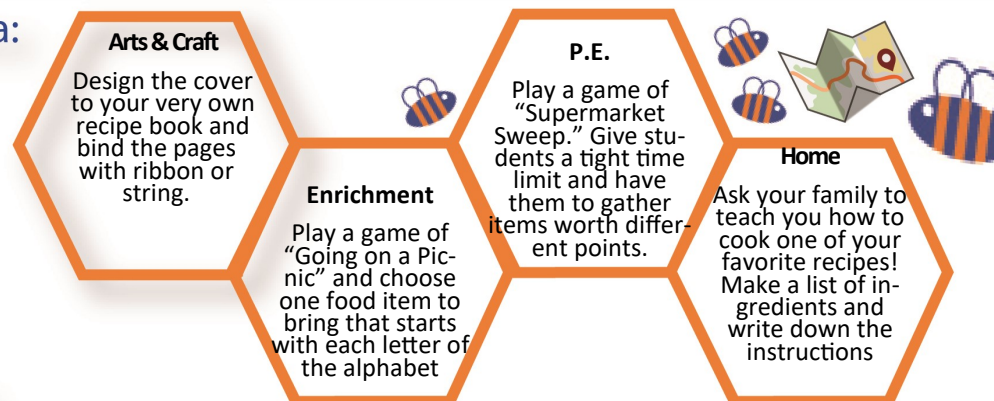 a:
Arts & Craft
Design the cover
to your very own
recipe book and
bind the pages
with ribbon or
string.
Enrichment
Play a game of
“Going on a Pic-
nic” and choose
one food item to
bring that starts
with each letter of
the alphabet
P.E.
Play a game of
“Supermarket
Sweep.” Give stu-
dents a tight time
limit and have
them to gather
items worth differ-
ent points.
Home
Ask your family to
teach you how to
cook one of your
favorite recipes!
Make a list of in-
gredients and
write down the
instructions